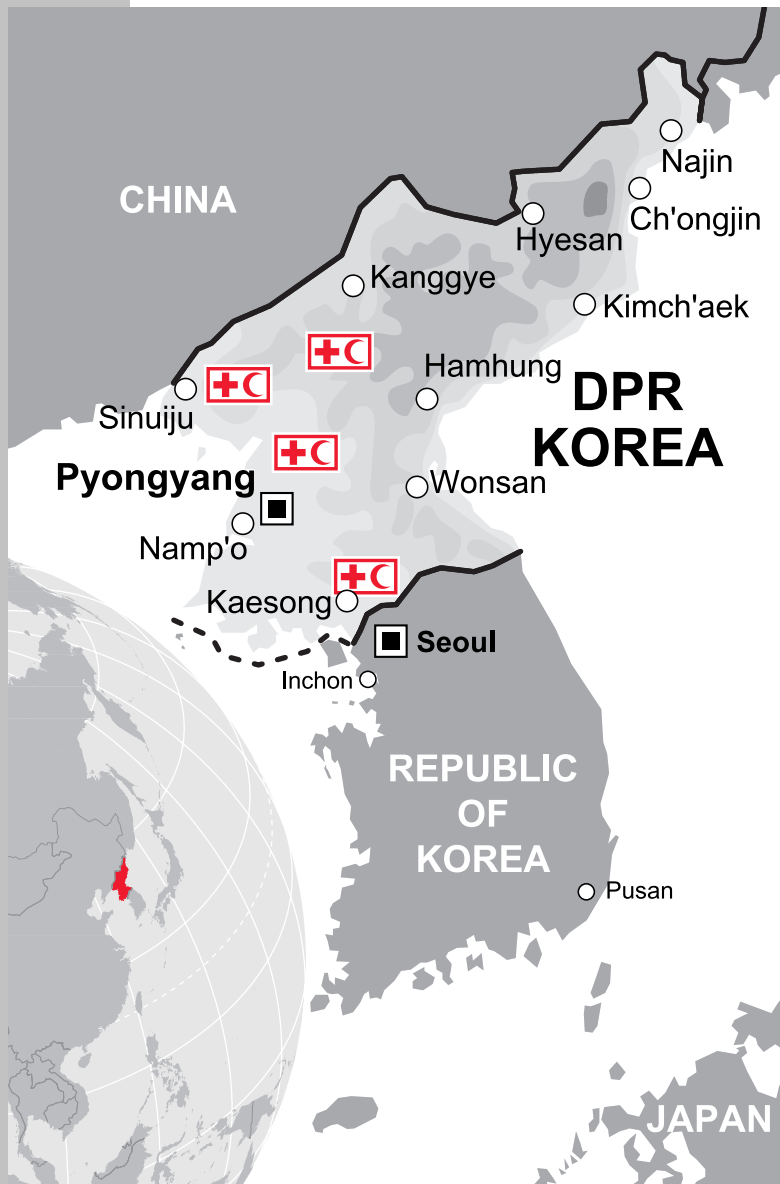 CHINA
Najin
Ch'ongjin
Hyesan
Kanggye
Kimch'aek
Hamhung
DPR
KOREA
Sinuiju
Pyongyang
Wonsan
Namp'o
Kaesong
Seoul
Inchon
REPUBLIC
OF
KOREA
Pusan
JAPAN